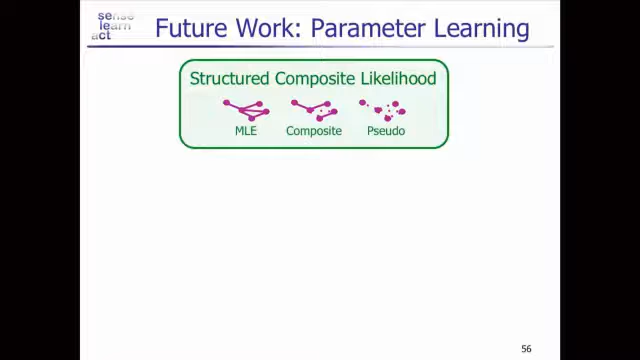 sense
learn
act
Future Work: Parameter Learning
Structured Composite Likelihood
MLE Composite Pseudo
56